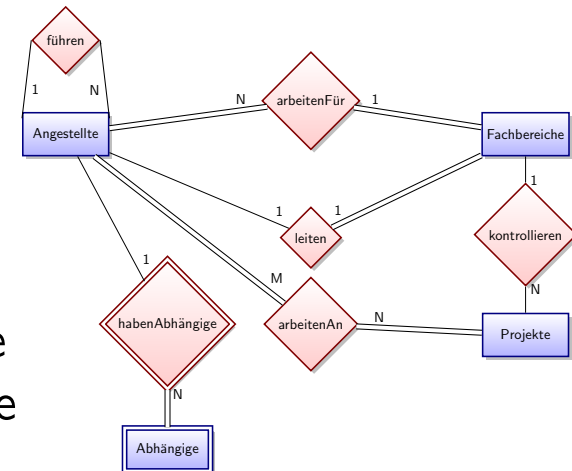 führen
1 N
N arbeitenFür 1
Angestellte
Fachbereiche
1 leiten 1
1
kontrollieren
N
1
M
habenAbhängige
arbeitenAn
N
Projekte
e
e
N
Abhängige